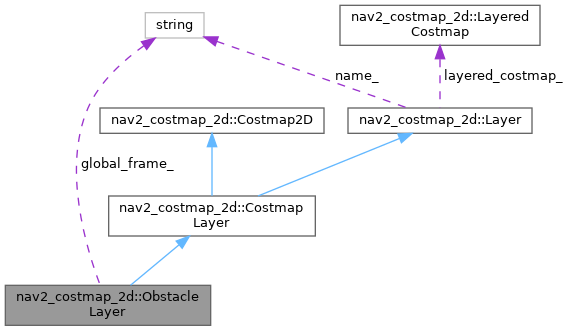 nav2_costmap_2d::Layered
Costmap
string
name_
layered_costmap_
nav2_costmap_2d::Costmap2D
nav2_costmap_2d::Layer
global_frame_
nav2_costmap_2d::Costmap
Layer
nav2_costmap_2d::Obstacle
Layer